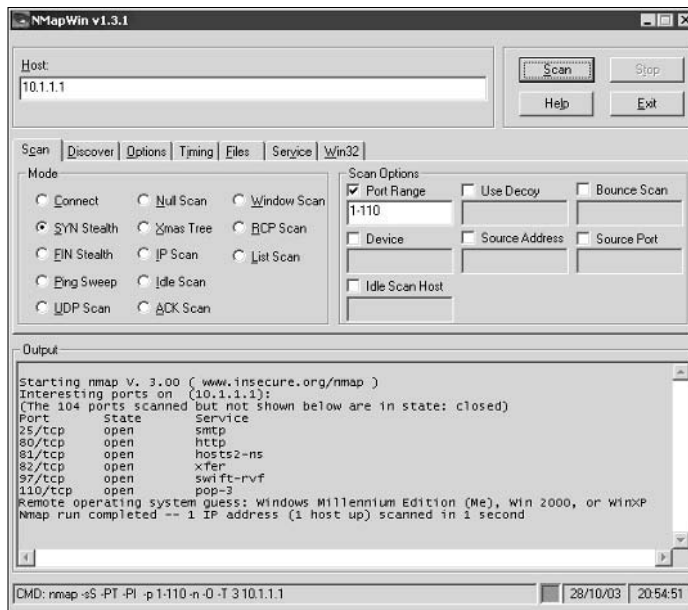 NMapWin v1.3.1
Host:
10.1.1.1
Scan
Stop
Help
Exit
Scan Discover Options Timing Files Service Win32
Mode
Connect Null Scan Window Scan
SYN Stealth Xmas Tree RCP Scan
FIN Stealth IP Scan List Scan
Ping Sweep Idle Scan
UDP Scan ACK Scan
Scan Options
Port Range Use Decoy Bounce Scan
1-110
Device Source Address Source Port
Idle Scan Host
Output
Starting nmap V. 3.00 ( www.insecure.org/nmap )
Interesting ports on (10.1.1.1):
(The 104 ports scanned but not shown below are in state: closed)
Port State Service
25/tcp open smtp
80/tcp open http
81/tcp open hosts2-ns
82/tcp open xfer
97/tcp open swift-rvf
110/tcp open pop-3
Remote operating system guess: Windows Millennium Edition (Me), Win 2000, or WinXP
Nmap run completed -- 1 IP address (1 host up) scanned in 1 second
CMD: nmap -sS -PT -PI -p 1-110 -n -O -T 3 10.1.1.1
28/10/03 20:54:51